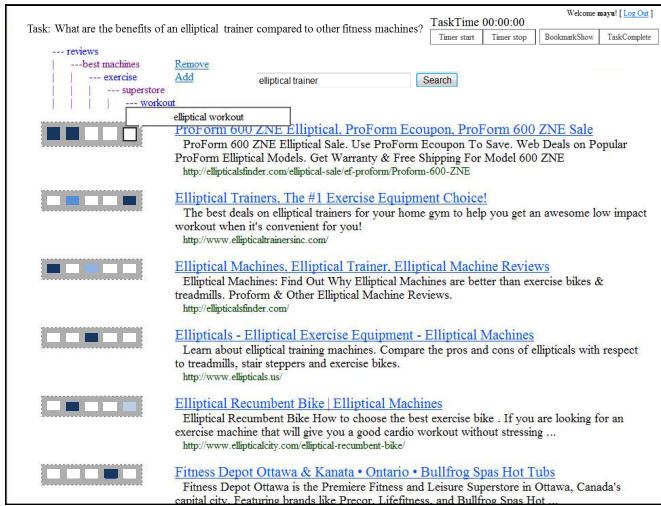 Welcome mayu! [ Log Out ]
Task: What are the benefits of an elliptical trainer compared to other fitness machines?
TaskTime 00:00:00
Timer start Timer stop BookmarkShow TaskComplete
--- reviews
---best machines
Remove
--- exercise
Add
elliptical trainer
Search
--- superstore
--- workout
elliptical workout
ProForm 600 ZNE Elliptical, ProForm Ecoupon, ProForm 600 ZNE Sale
ProForm 600 ZNE Elliptical Sale. Use ProForm Ecoupon To Save. Web Deals on Popular
ProForm Elliptical Models. Get Warranty & Free Shipping For Model 600 ZNE
http://ellipticalsfinder.com/elliptical-sale/ef-proform/Proform-600-ZNE
Elliptical Trainers, The #1 Exercise Equipment Choice!
The best deals on elliptical trainers for your home gym to help you get an awesome low impact
workout when it's convenient for you!
http://www.ellipticaltrainersinc.com/
Elliptical Machines, Elliptical Trainer, Elliptical Machine Reviews
Elliptical Machines: Find Out Why Elliptical Machines are better than exercise bikes &
treadmills. Proform & Other Elliptical Machine Reviews.
http://ellipticalsfinder.com/
Ellipticals - Elliptical Exercise Equipment - Elliptical Machines
Learn about elliptical training machines. Compare the pros and cons of ellipticals with respect
to treadmills, stair steppers and exercise bikes.
http://www.ellipticals.us/
Elliptical Recumbent Bike | Elliptical Machines
Elliptical Recumbent Bike How to choose the best exercise bike . If you are looking for an
exercise machine that will give you a good cardio workout without stressing ...
http://www.ellipticalcity.com/elliptical-recumbent-bike/
Fitness Depot Ottawa & Kanata • Ontario • Bullfrog Spas Hot Tubs
Fitness Depot Ottawa is the Premiere Fitness and Leisure Superstore in Ottawa, Canada's
capital city. Featuring brands like Precor, Lifefitness, and Bullfrog Spas Hot ...